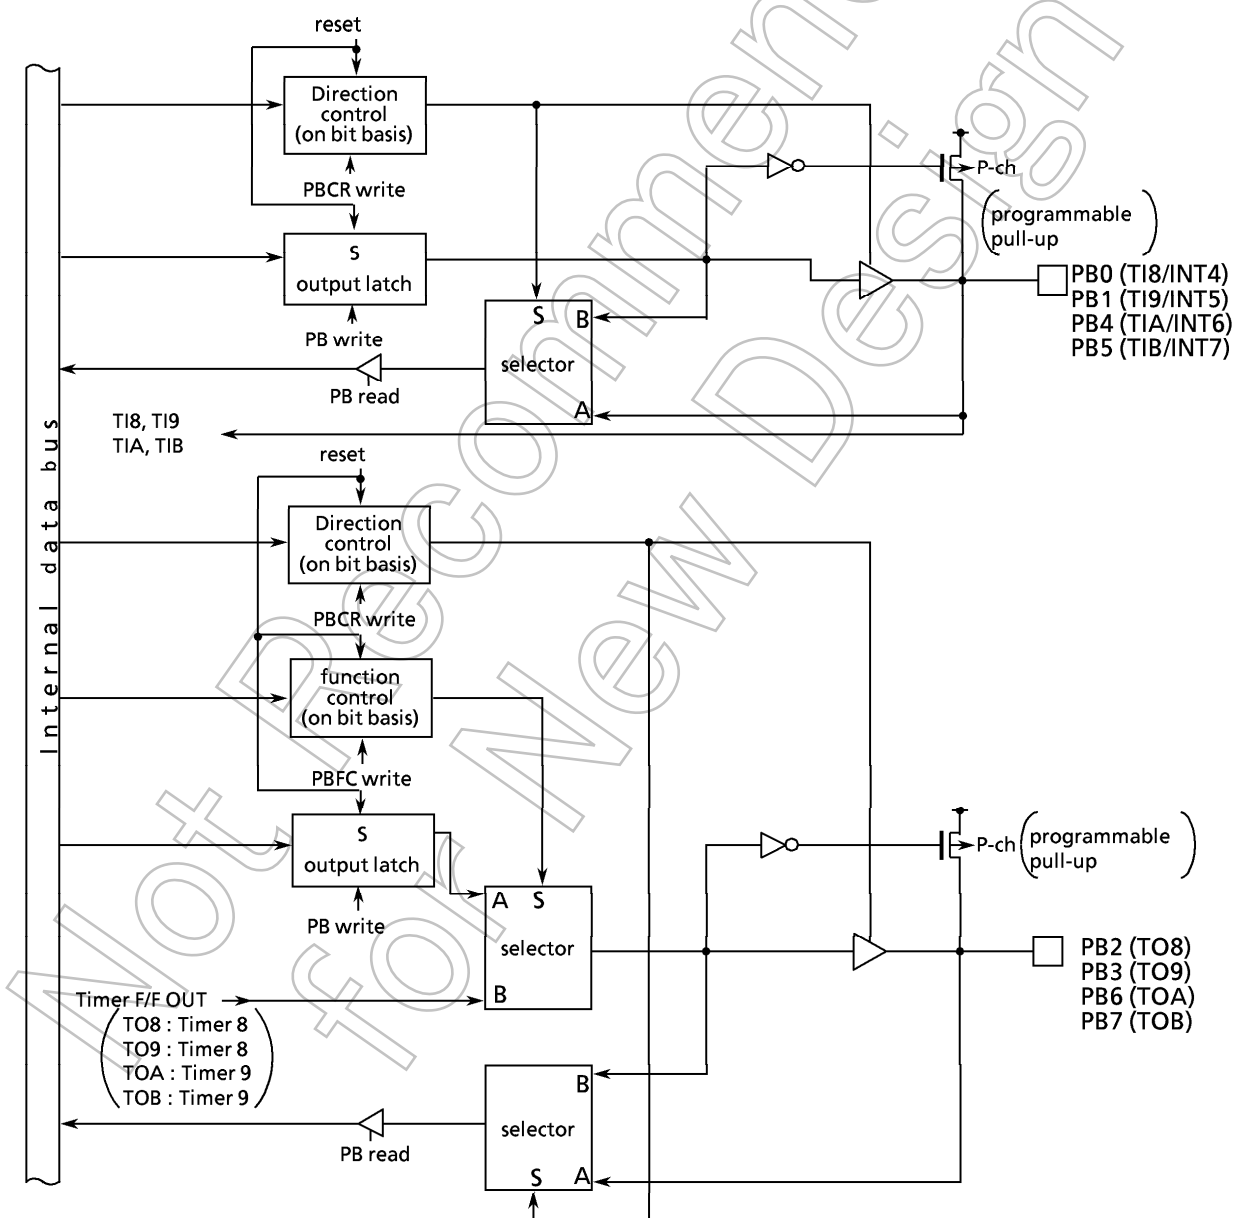 reset
Direction
control
(on bit basis)
PBCR write
S
output latch
PB write
S B
selector
A
PB read
P-ch
(programmable
pull-up)
PB0 (TI8/INT4)
PB1 (TI9/INT5)
PB4 (TIA/INT6)
PB5 (TIB/INT7)
TI8, TI9
TIA, TIB
Internal data bus
reset
Direction
control
(on bit basis)
PBCR write
function
control
(on bit basis)
PBFC write
S
output latch
PB write
A S
selector
B
Timer F/F OUT
(TO8 : Timer 8
TO9 : Timer 8
TOA : Timer 9
TOB : Timer 9)
P-ch (programmable
pull-up)
PB2 (TO8)
PB3 (TO9)
PB6 (TOA)
PB7 (TOB)
B
selector
S A
PB read
Not Recommen
for New Design